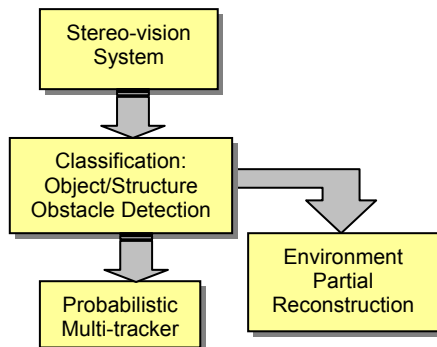 Stereo-vision
System
Classification:
Object/Structure
Obstacle Detection
Environment
Partial
Reconstruction
Probabilistic
Multi-tracker